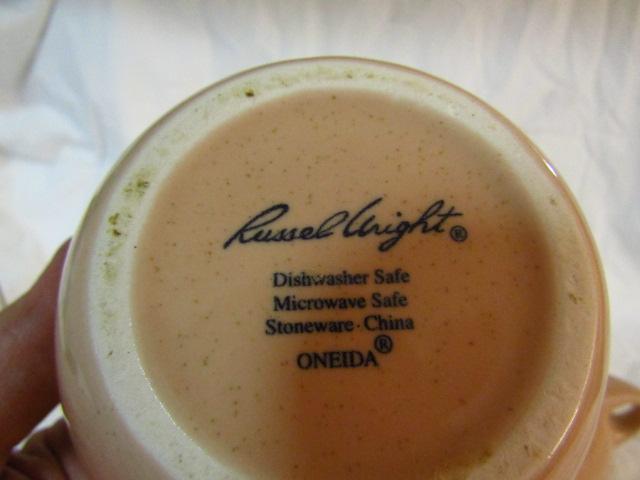 Russel Wright®
Dishwasher Safe
Microwave Safe
Stoneware · China
ONEIDA®